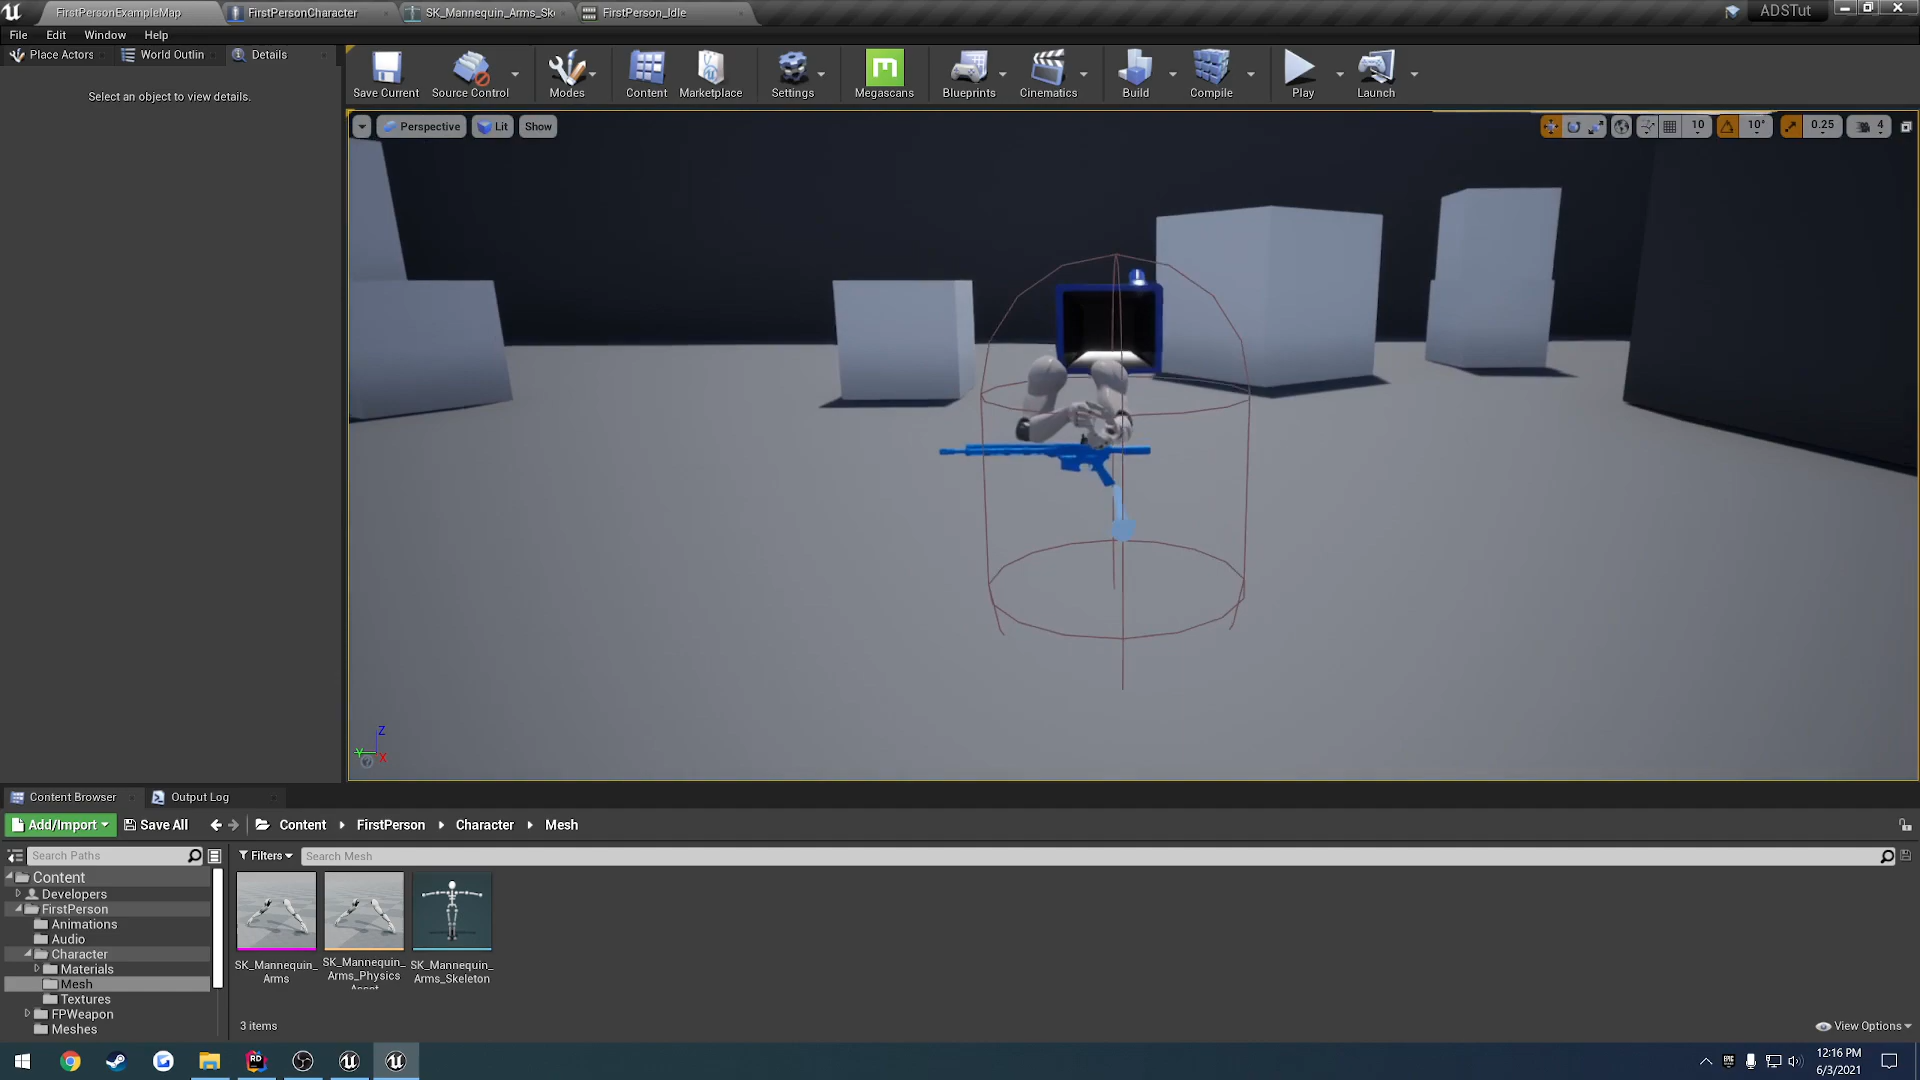 FirstPersonExampleMap
FirstPersonCharacter
SK_Mannequin_Arms_Ske
FirstPerson_Idle
ADSTut
File Edit Window Help
Place Actors
World Outlin
Details
Select an object to view details.
Save Current
Source Control
Modes
Content
Marketplace
Settings
Megascans
Blueprints
Cinematics
Build
Compile
Play
Launch
Perspective
Lit
Show
10
10°
0.25
4
Z
Y
X
Content Browser
Output Log
Add/Import
Save All
Content
FirstPerson
Character
Mesh
Search Paths
Filters
Search Mesh
Content
Developers
FirstPerson
Animations
Audio
Character
Materials
Mesh
Textures
FPWeapon
Meshes
SK_Mannequin_
Arms
SK_Mannequin_
Arms_Physics
Asset
SK_Mannequin_
Arms_Skeleton
3 items
View Options
12:16 PM
6/3/2021